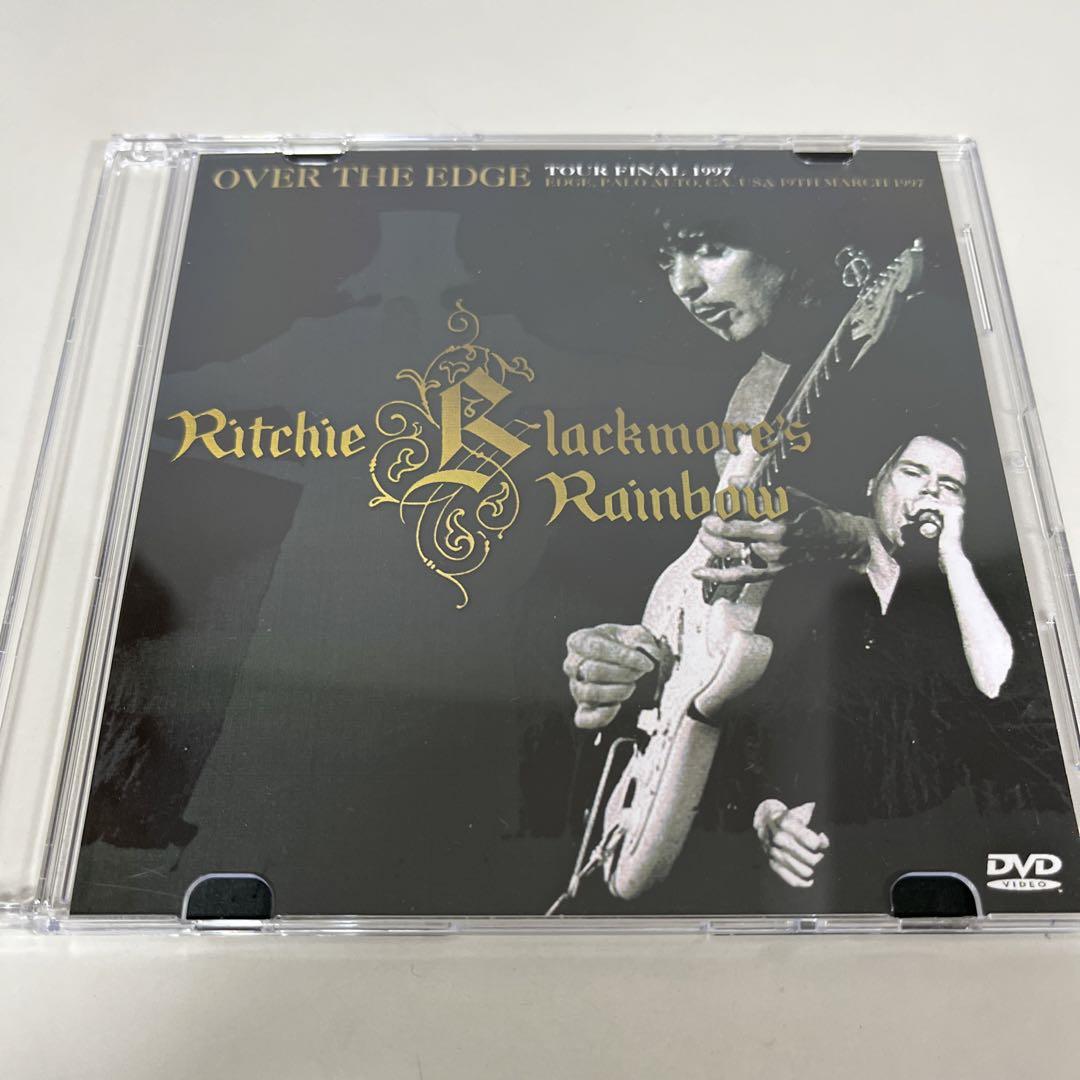 OVER THE EDGE TOUR FINAL 1997
EDGE, PALO ALTO, CA. USA 19TH MARCH 1997
Ritchie Blackmore's
Rainbow
DVD
VIDEO